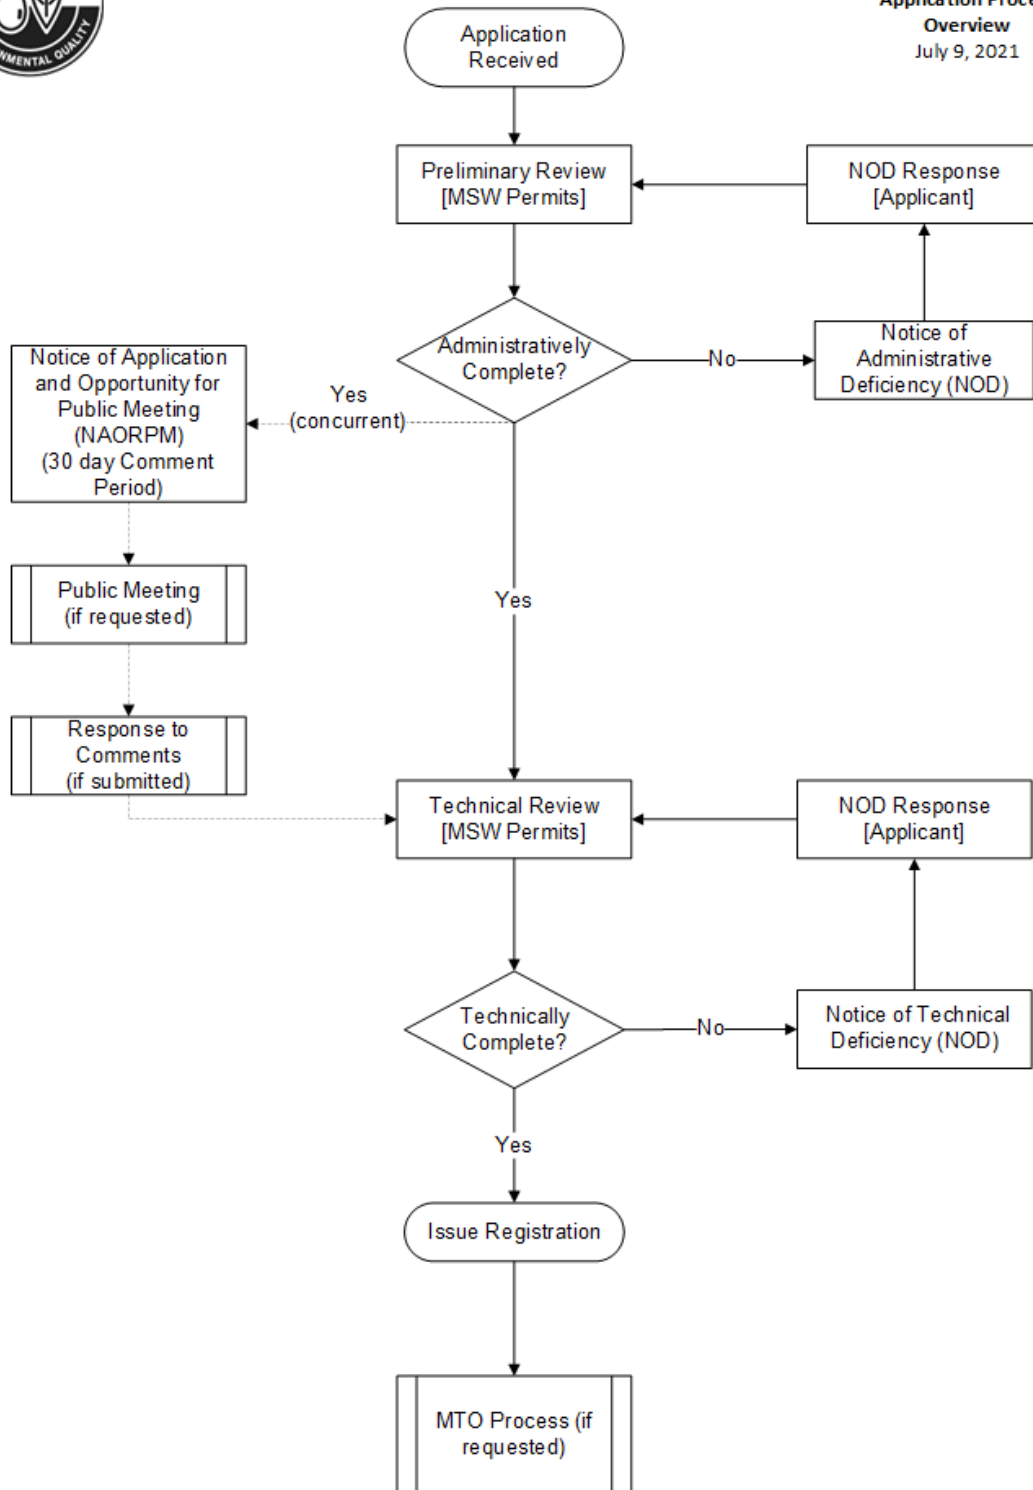 NMENTAL QUALITY
Overview
July 9, 2021
Application
Received
Preliminary Review
[MSW Permits]
NOD Response
[Applicant]
Administratively
Complete?
No
Notice of
Administrative
Deficiency (NOD)
Yes
(concurrent)
Notice of Application
and Opportunity for
Public Meeting
(NAORPM)
(30 day Comment
Period)
Public Meeting
(if requested)
Yes
Response to
Comments
(if submitted)
Technical Review
[MSW Permits]
NOD Response
[Applicant]
Technically
Complete?
No
Notice of Technical
Deficiency (NOD)
Yes
Issue Registration
MTO Process (if
requested)